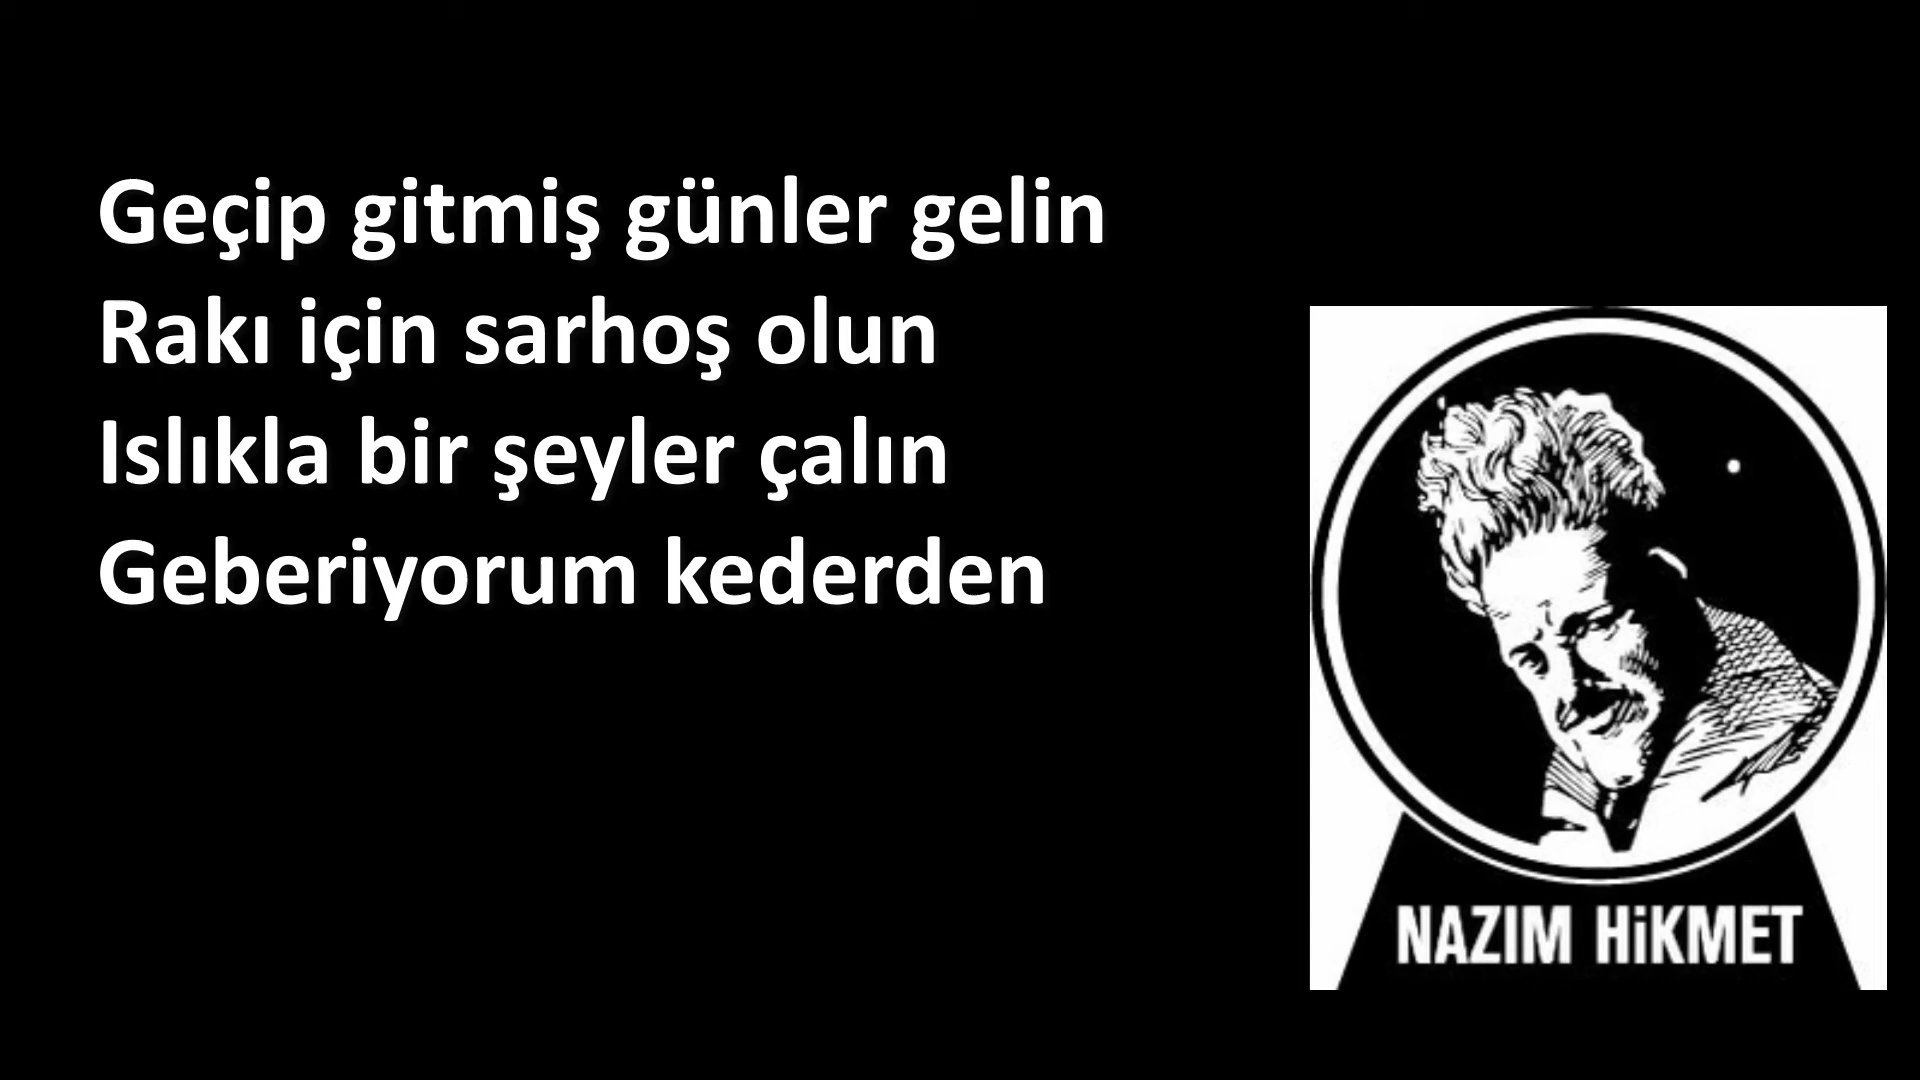 Geçip gitmiş günler gelin
Rakı için sarhoş olun
Islıkla bir şeyler çalın
Geberiyorum kederden
NAZIM HiKMET